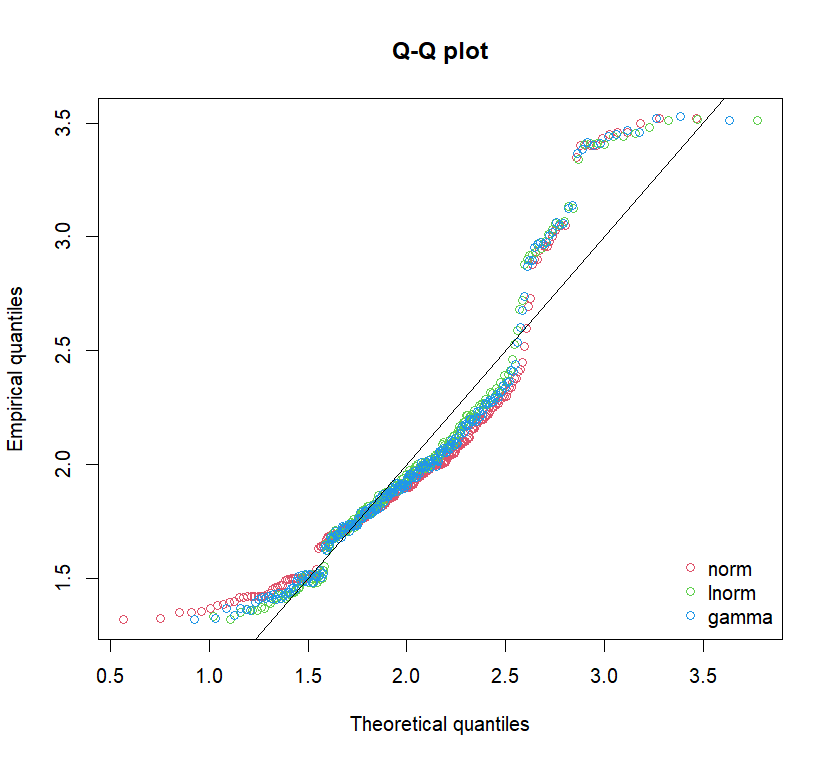 Q-Q plot
Empirical quantiles
3.5
3.0
2.5
2.0
1.5
norm
lnorm
gamma
0.5 1.0 1.5 2.0 2.5 3.0 3.5
Theoretical quantiles